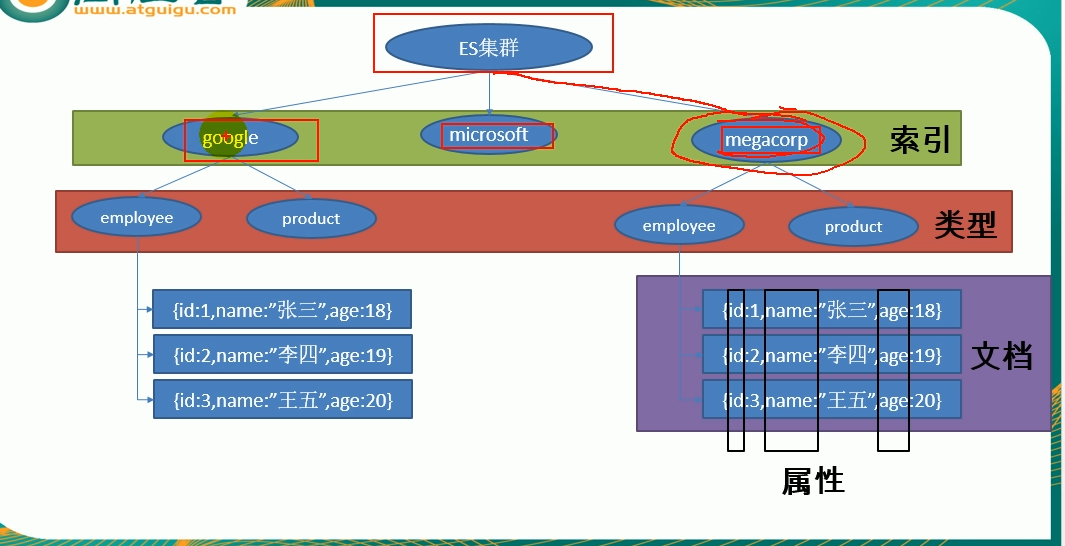 www.atguigu.com
ES集群
google
microsoft
megacorp
索引
employee
product
employee
product
类型
{id:1,name:”张三”,age:18}
{id:1,name:”张三”,age:18}
{id:2,name:”李四”,age:19}
{id:2,name:”李四”,age:19}
文档
{id:3,name:”王五”,age:20}
{id:3,name:”王五”,age:20}
属性